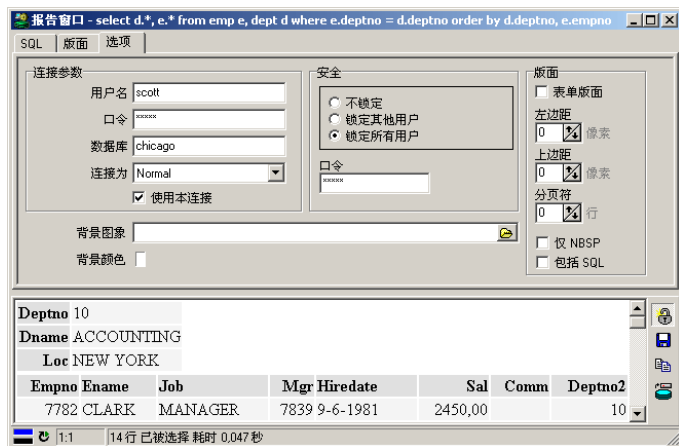 报告窗口 - select d.*, e.* from emp e, dept d where e.deptno = d.deptno order by d.deptno, e.empno
SQL 版面 选项
连接参数
用户名 scott
口令 *****
数据库 chicago
连接为 Normal
使用本连接
安全
不锁定
锁定其他用户
锁定所有用户
口令
*****
版面
表单版面
左边距
0 像素
上边距
0 像素
分页符
0 行
仅 NBSP
包括 SQL
背景图象
背景颜色
Deptno 10
Dname ACCOUNTING
Loc NEW YORK
Empno Ename Job Mgr Hiredate Sal Comm Deptno2
7782 CLARK MANAGER 7839 9-6-1981 2450,00 10
1:1 14 行 已被选择 耗时 0,047 秒